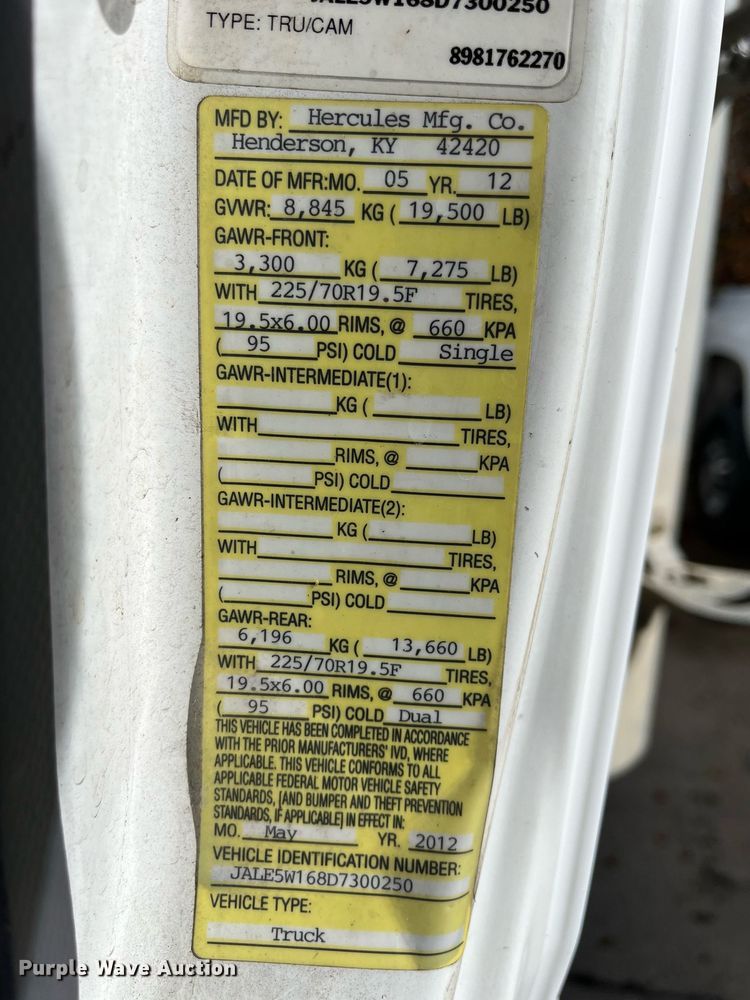 JALE5W168D7300250
TYPE: TRU/CAM
8981762270
MFD BY: Hercules Mfg. Co.
Henderson, KY 42420
DATE OF MFR:MO. 05 YR. 12
GVWR: 8,845 KG ( 19,500 LB)
GAWR-FRONT:
3,300 KG ( 7,275 LB)
WITH 225/70R19.5F TIRES,
19.5x6.00 RIMS, @ 660 KPA
( 95 PSI) COLD Single
GAWR-INTERMEDIATE(1):
KG ( LB)
WITH TIRES,
RIMS, @ KPA
( PSI) COLD
GAWR-INTERMEDIATE(2):
KG ( LB)
WITH TIRES,
RIMS, @ KPA
( PSI) COLD
GAWR-REAR:
6,196 KG ( 13,660 LB)
WITH 225/70R19.5F TIRES,
19.5x6.00 RIMS, @ 660 KPA
( 95 PSI) COLD Dual
THIS VEHICLE HAS BEEN COMPLETED IN ACCORDANCE
WITH THE PRIOR MANUFACTURERS' IVD, WHERE
APPLICABLE. THIS VEHICLE CONFORMS TO ALL
APPLICABLE FEDERAL MOTOR VEHICLE SAFETY
STANDARDS, [AND BUMPER AND THEFT PREVENTION
STANDARDS, IF APPLICABLE] IN EFFECT IN:
MO. May YR. 2012
VEHICLE IDENTIFICATION NUMBER:
JALE5W168D7300250
VEHICLE TYPE:
Truck
Purple Wave Auction